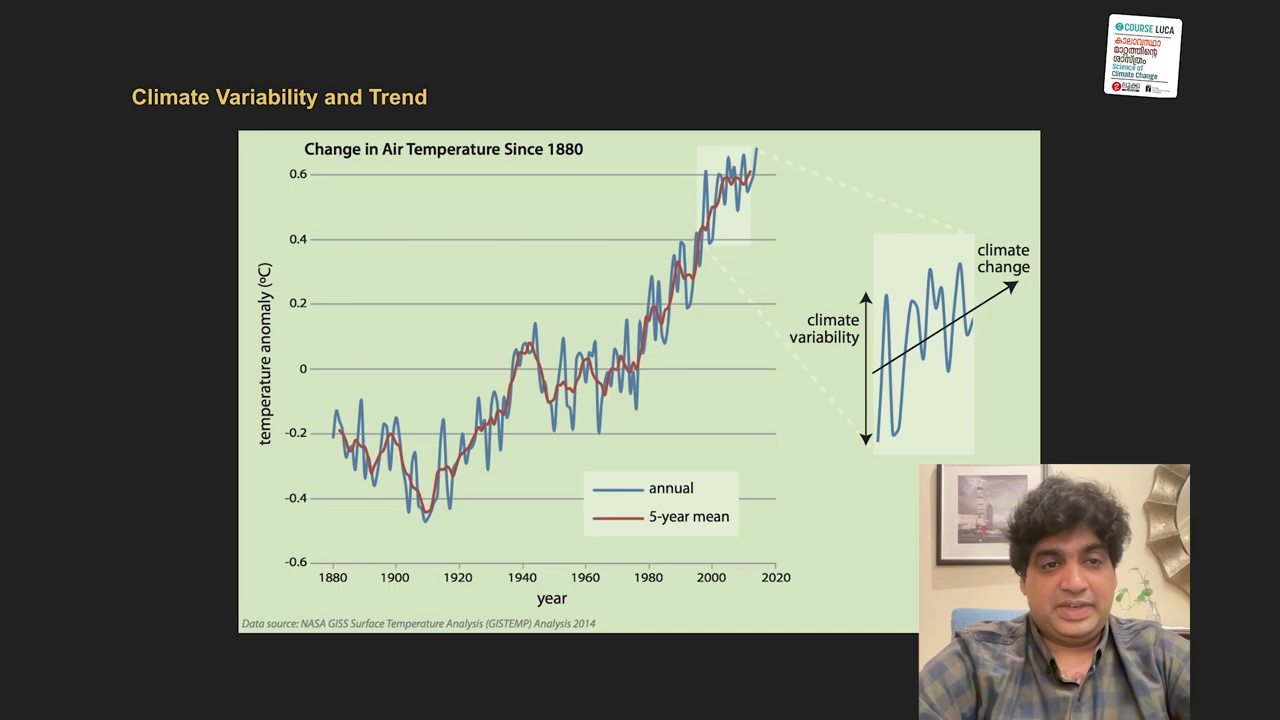 COURSE LUCA
കാലാവസ്ഥാ
മാറ്റത്തിന്റെ
ശാസ്ത്രം
Science of
Climate Change
ലൂക്ക
Climate Variability and Trend
Change in Air Temperature Since 1880
temperature anomaly (ºC)
0.6
0.4
0.2
0
-0.2
-0.4
-0.6
1880 1900 1920 1940 1960 1980 2000 2020
year
annual
5-year mean
climate
variability
climate
change
Data source: NASA GISS Surface Temperature Analysis (GISTEMP) Analysis 2014